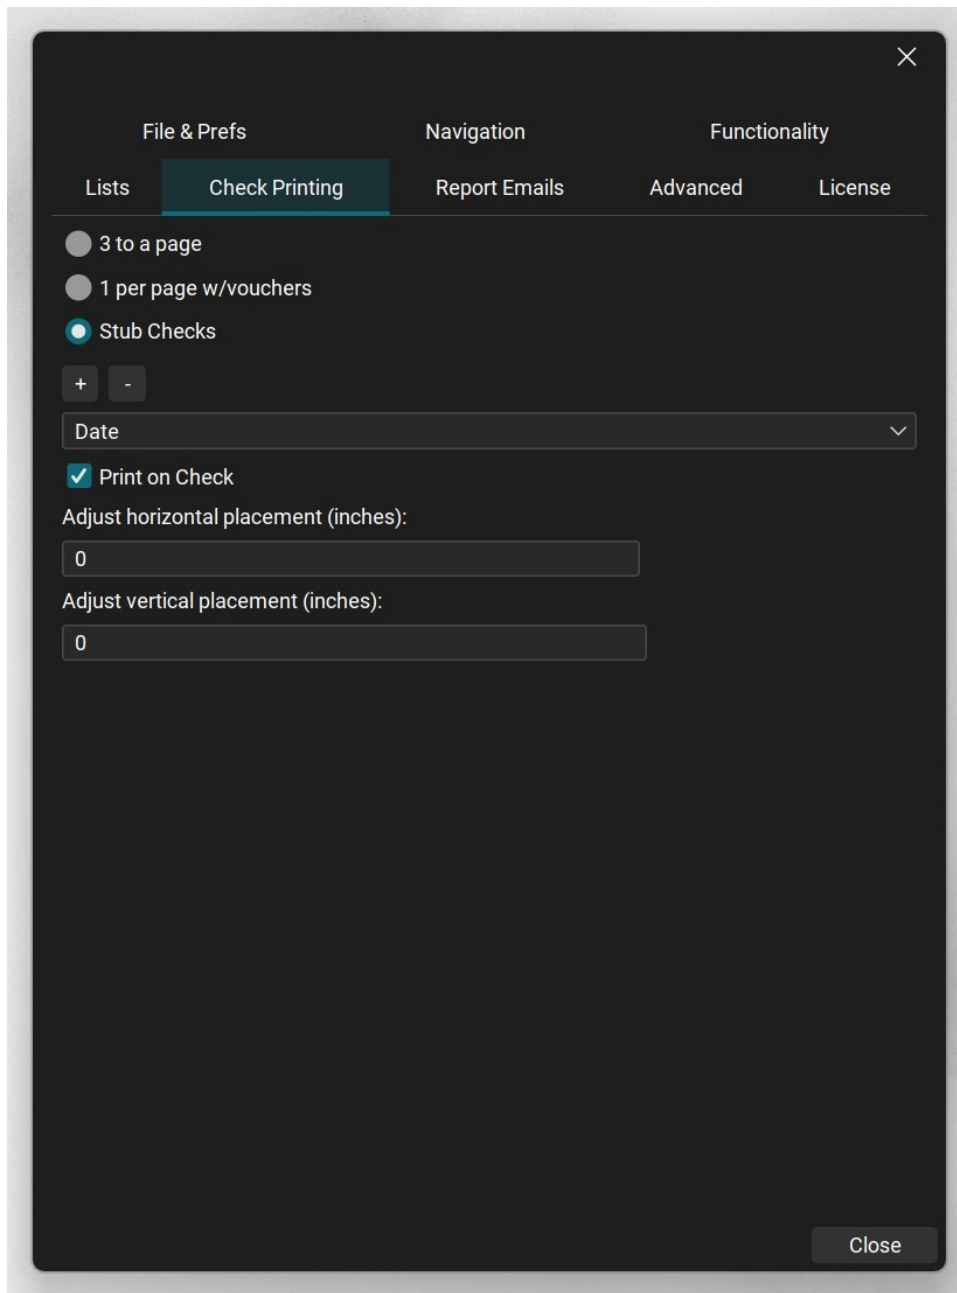 File & Prefs Navigation Functionality
Lists Check Printing Report Emails Advanced License
3 to a page
1 per page w/vouchers
Stub Checks
+ -
Date
Print on Check
Adjust horizontal placement (inches):
0
Adjust vertical placement (inches):
0
Close